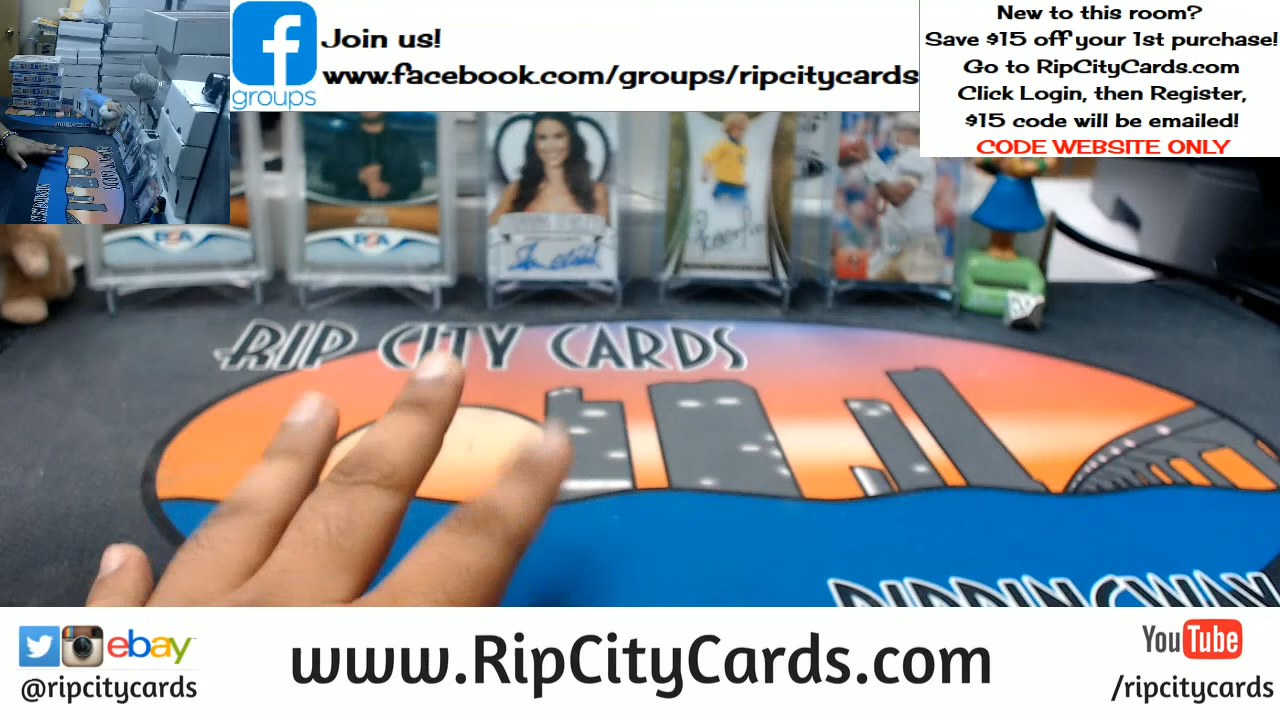 Join us!
www.facebook.com/groups/ripcitycards
groups
New to this room?
Save $15 off your 1st purchase!
Go to RipCityCards.com
Click Login, then Register,
$15 code will be emailed!
CODE WEBSITE ONLY
RIP CITY CARDS
RIPPINGWAX
ebay
@ripcitycards
www.RipCityCards.com
YouTube
/ripcitycards